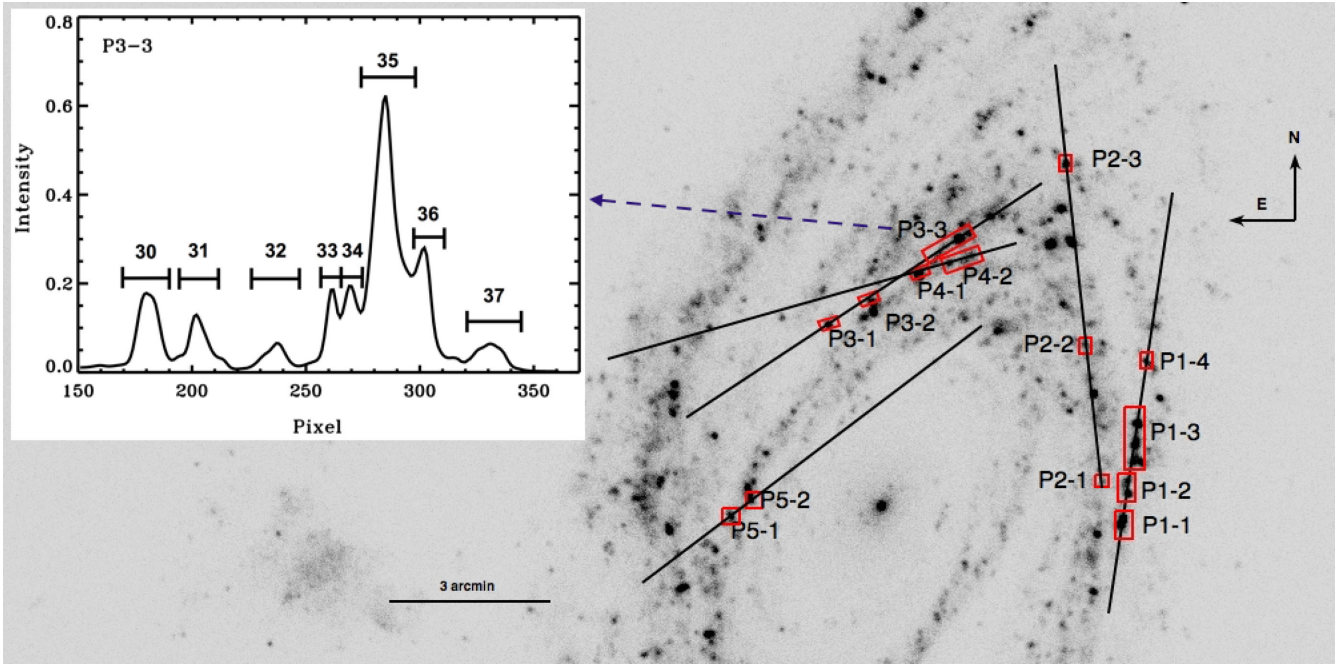 P3-3
0.8
0.6
0.4
0.2
0.0
Intensity
30
31
32
33
34
35
36
37
150
200
250
300
350
Pixel
N
E
P2-3
P3-3
P4-2
P4-1
P3-2
P3-1
P2-2
P1-4
P1-3
P2-1
P1-2
P5-2
P1-1
P5-1
3 arcmin